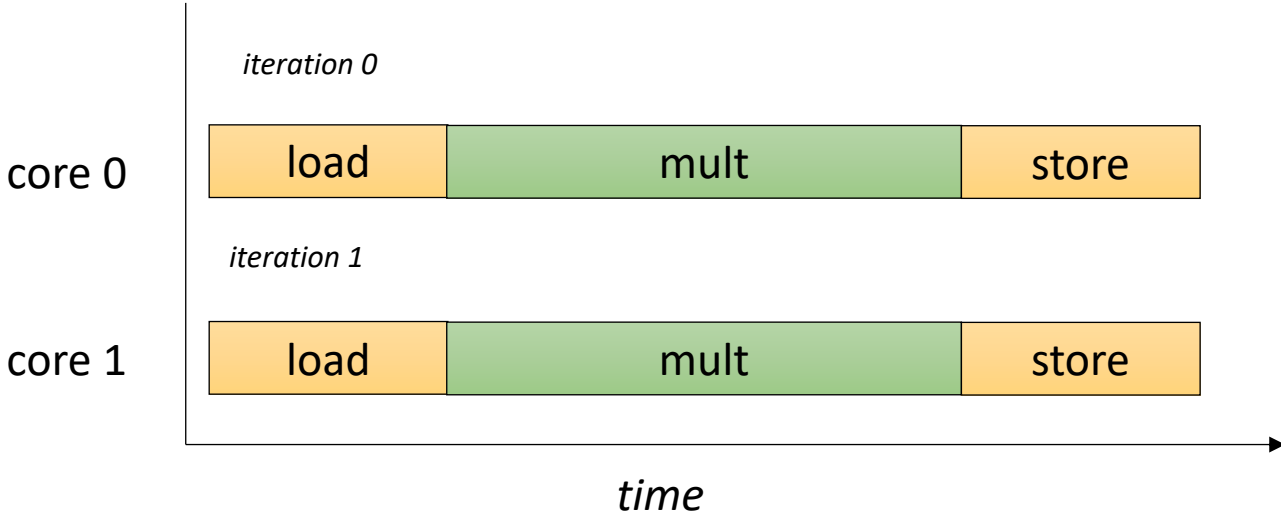 iteration 0
core 0
load
mult
store
iteration 1
core 1
load
mult
store
time